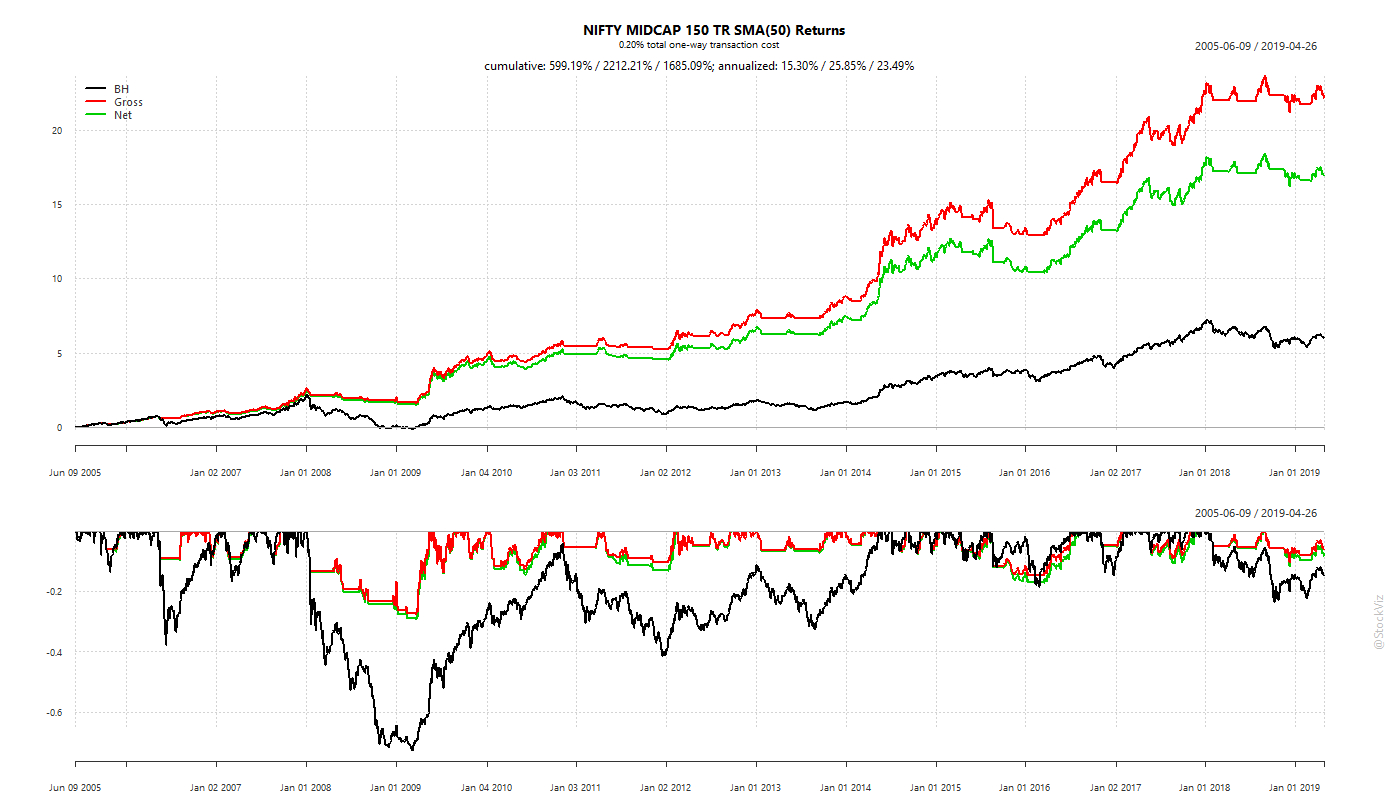 NIFTY MIDCAP 150 TR SMA(50) Returns
0.20% total one-way transaction cost
2005-06-09 / 2019-04-26
cumulative: 599.19% / 2212.21% / 1685.09%; annualized: 15.30% / 25.85% / 23.49%
BH
Gross
Net
20
15
10
5
0
Jun 09 2005 Jan 02 2007 Jan 01 2008 Jan 01 2009 Jan 04 2010 Jan 03 2011 Jan 02 2012 Jan 01 2013 Jan 01 2014 Jan 01 2015 Jan 01 2016 Jan 02 2017 Jan 01 2018 Jan 01 2019
2005-06-09 / 2019-04-26
-0.2
-0.4
-0.6
Jun 09 2005 Jan 02 2007 Jan 01 2008 Jan 01 2009 Jan 04 2010 Jan 03 2011 Jan 02 2012 Jan 01 2013 Jan 01 2014 Jan 01 2015 Jan 01 2016 Jan 02 2017 Jan 01 2018 Jan 01 2019
@StockViz